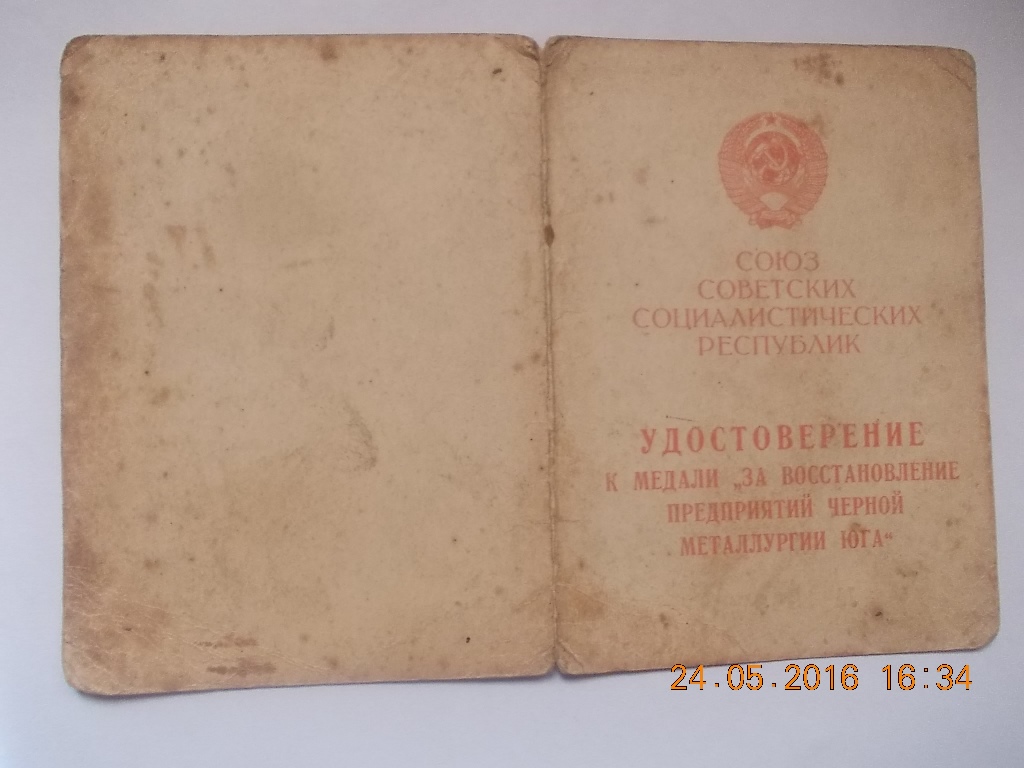 СОЮЗ
СОВЕТСКИХ
СОЦИАЛИСТИЧЕСКИХ
РЕСПУБЛИК
УДОСТОВЕРЕНИЕ
К МЕДАЛИ „ЗА ВОССТАНОВЛЕНИЕ
ПРЕДПРИЯТИЙ ЧЕРНОЙ
МЕТАЛЛУРГИИ ЮГА“
24.05.2016 16:34